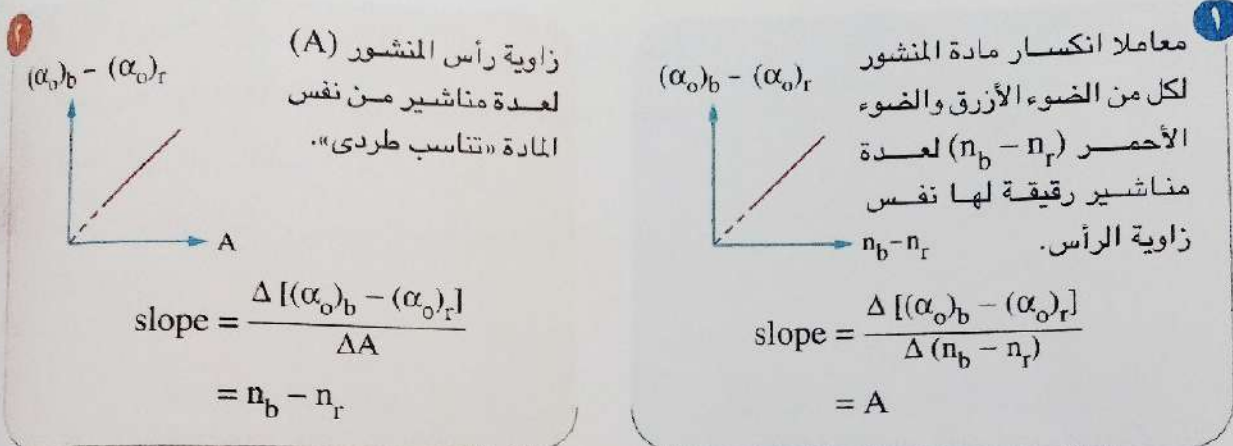 ١
معاملا انكسار مادة المنشور
لكل من الضوء الأزرق والضوء
الأحمر (n_b – n_r) لعدة
مناشير رقيقة لها نفس
زاوية الرأس.
(α_o)_b – (α_o)_r
n_b – n_r
slope = Δ [(α_o)_b – (α_o)_r] / Δ (n_b – n_r)
= A
٢
زاوية رأس المنشور (A)
لعدة مناشير من نفس
المادة «تناسب طردى».
(α_o)_b – (α_o)_r
A
slope = Δ [(α_o)_b – (α_o)_r] / ΔA
= n_b – n_r